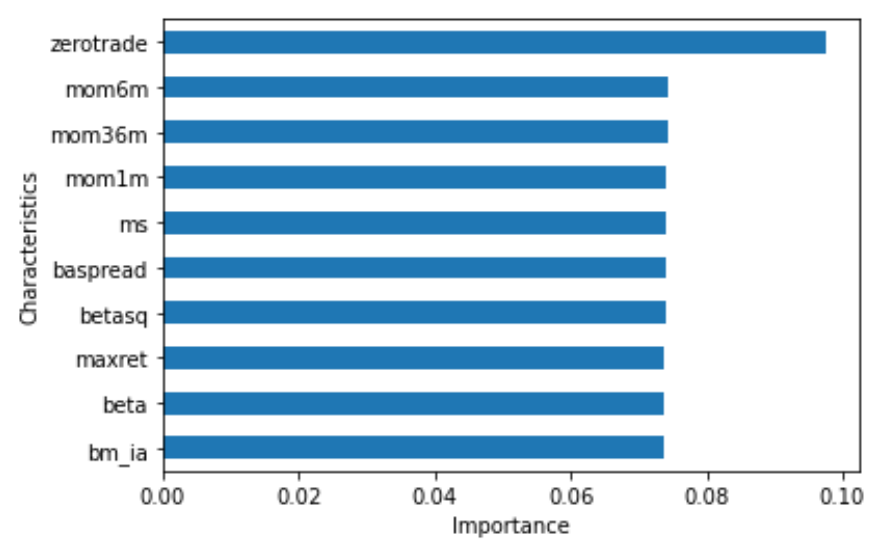 zerotrade
mom6m
mom36m
mom1m
ms
baspread
betasq
maxret
beta
bm_ia
Characteristics
0.00 0.02 0.04 0.06 0.08 0.10
Importance